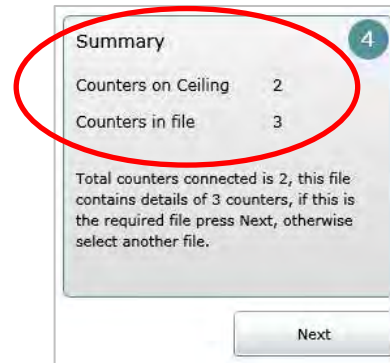 Summary 4
Counters on Ceiling 2
Counters in file 3
Total counters connected is 2, this file
contains details of 3 counters, if this is
the required file press Next, otherwise
select another file.
Next